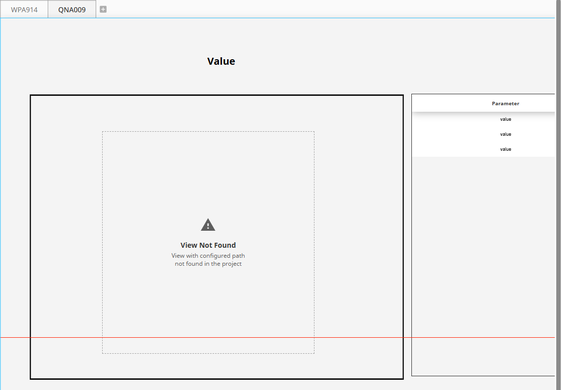 WPA914
QNA009
Value
Parameter
value
value
value
View Not Found
View with configured path
not found in the project